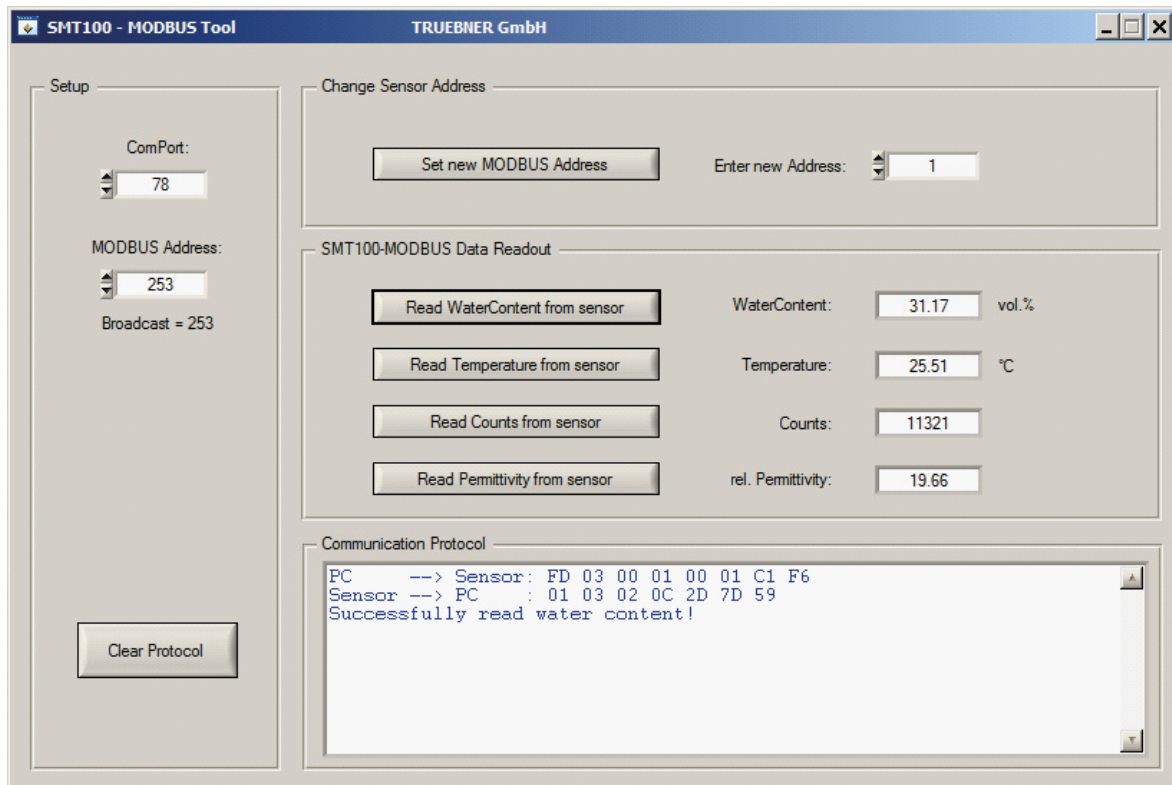 SMT100 - MODBUS Tool TRUEBNER GmbH
Setup
ComPort:
78
MODBUS Address:
253
Broadcast = 253
Clear Protocol
Change Sensor Address
Set new MODBUS Address Enter new Address: 1
SMT100-MODBUS Data Readout
Read WaterContent from sensor WaterContent: 31.17 vol.%
Read Temperature from sensor Temperature: 25.51 °C
Read Counts from sensor Counts: 11321
Read Permittivity from sensor rel. Permittivity: 19.66
Communication Protocol
PC --> Sensor: FD 03 00 01 00 01 C1 F6
Sensor --> PC : 01 03 02 0C 2D 7D 59
Successfully read water content!